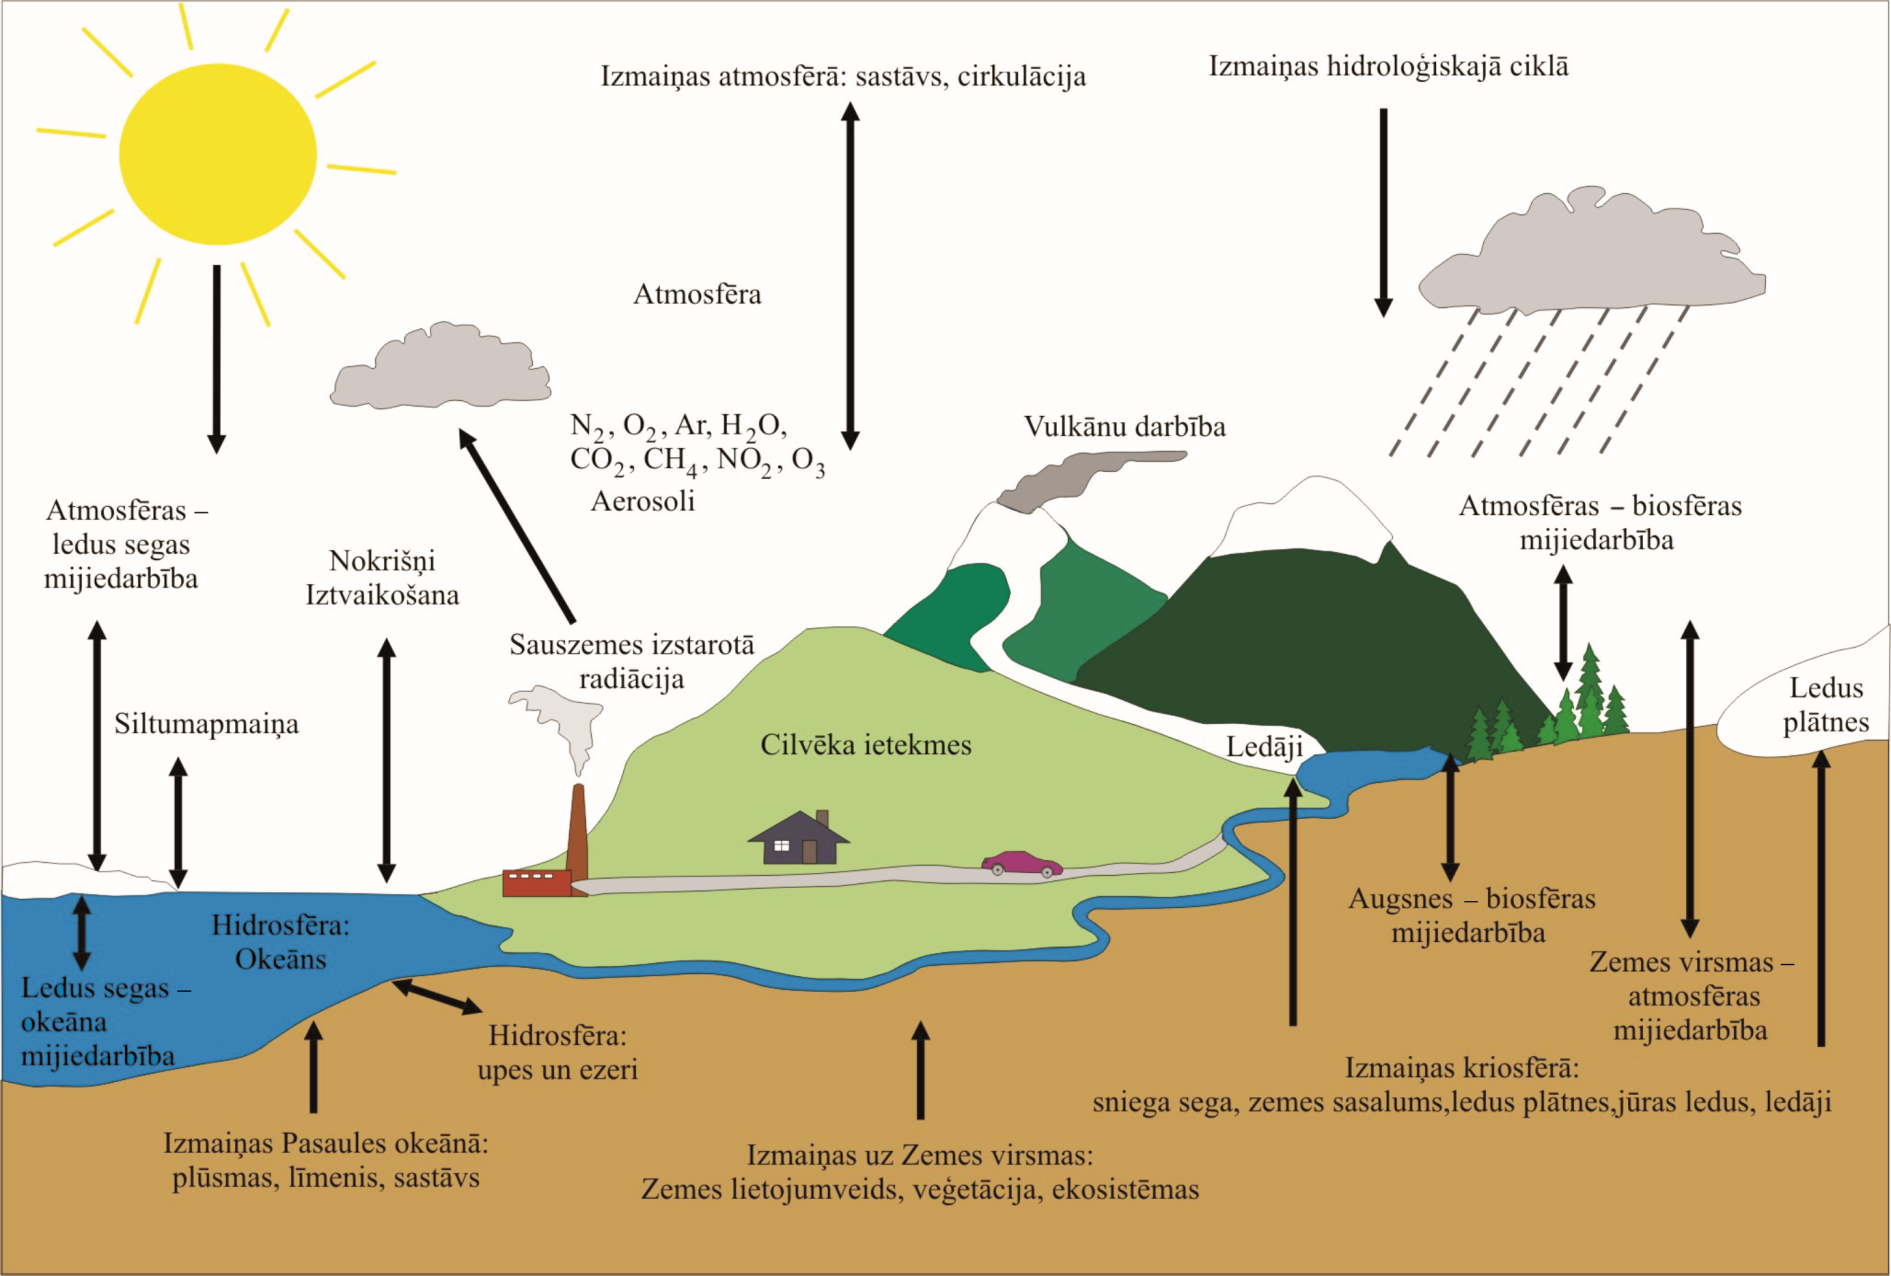 Izmaiņas atmosfērā: sastāvs, cirkulācija
Izmaiņas hidroloģiskajā ciklā
Atmosfēra
N2, O2, Ar, H2O,
CO2, CH4, NO2, O3
Aerosoli
Vulkānu darbība
Atmosfēras –
ledus segas
mijiedarbība
Nokrišņi
Iztvaikošana
Atmosfēras – biosfēras
mijiedarbība
Sauszemes izstarotā
radiācija
Siltumapmaiņa
Cilvēka ietekmes
Ledāji
Ledus
plātnes
Hidrosfēra:
Okeāns
Augsnes – biosfēras
mijiedarbība
Ledus segas –
okeāna
mijiedarbība
Zemes virsmas –
atmosfēras
mijiedarbība
Hidrosfēra:
upes un ezeri
Izmaiņas kriosfērā:
sniega sega, zemes sasalums,ledus plātnes,jūras ledus, ledāji
Izmaiņas Pasaules okeānā:
plūsmas, līmenis, sastāvs
Izmaiņas uz Zemes virsmas:
Zemes lietojumveids, veģetācija, ekosistēmas